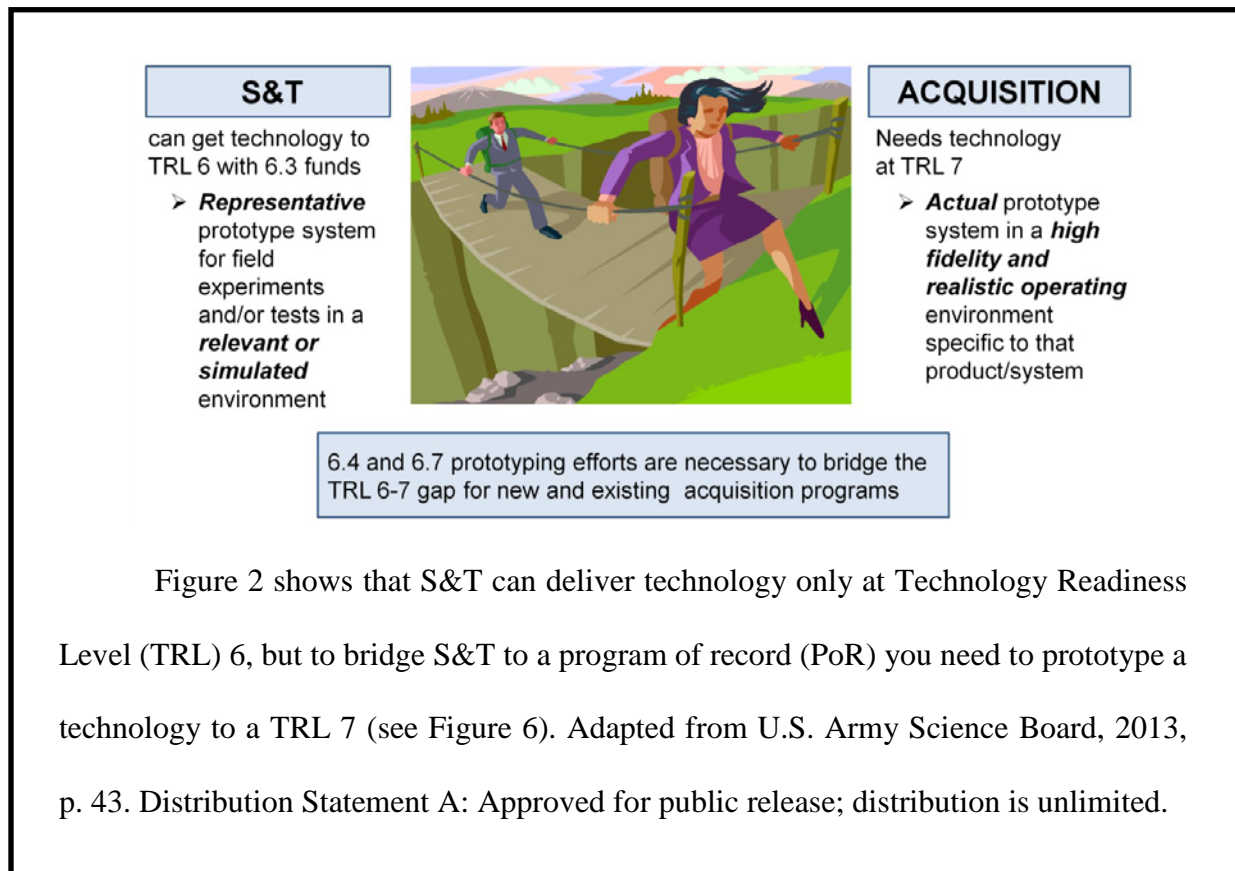 S&T
can get technology to
TRL 6 with 6.3 funds
➢ Representative
prototype system
for field
experiments
and/or tests in a
relevant or
simulated
environment
ACQUISITION
Needs technology
at TRL 7
➢ Actual prototype
system in a high
fidelity and
realistic operating
environment
specific to that
product/system
6.4 and 6.7 prototyping efforts are necessary to bridge the
TRL 6-7 gap for new and existing acquisition programs
Figure 2 shows that S&T can deliver technology only at Technology Readiness
Level (TRL) 6, but to bridge S&T to a program of record (PoR) you need to prototype a
technology to a TRL 7 (see Figure 6). Adapted from U.S. Army Science Board, 2013,
p. 43. Distribution Statement A: Approved for public release; distribution is unlimited.